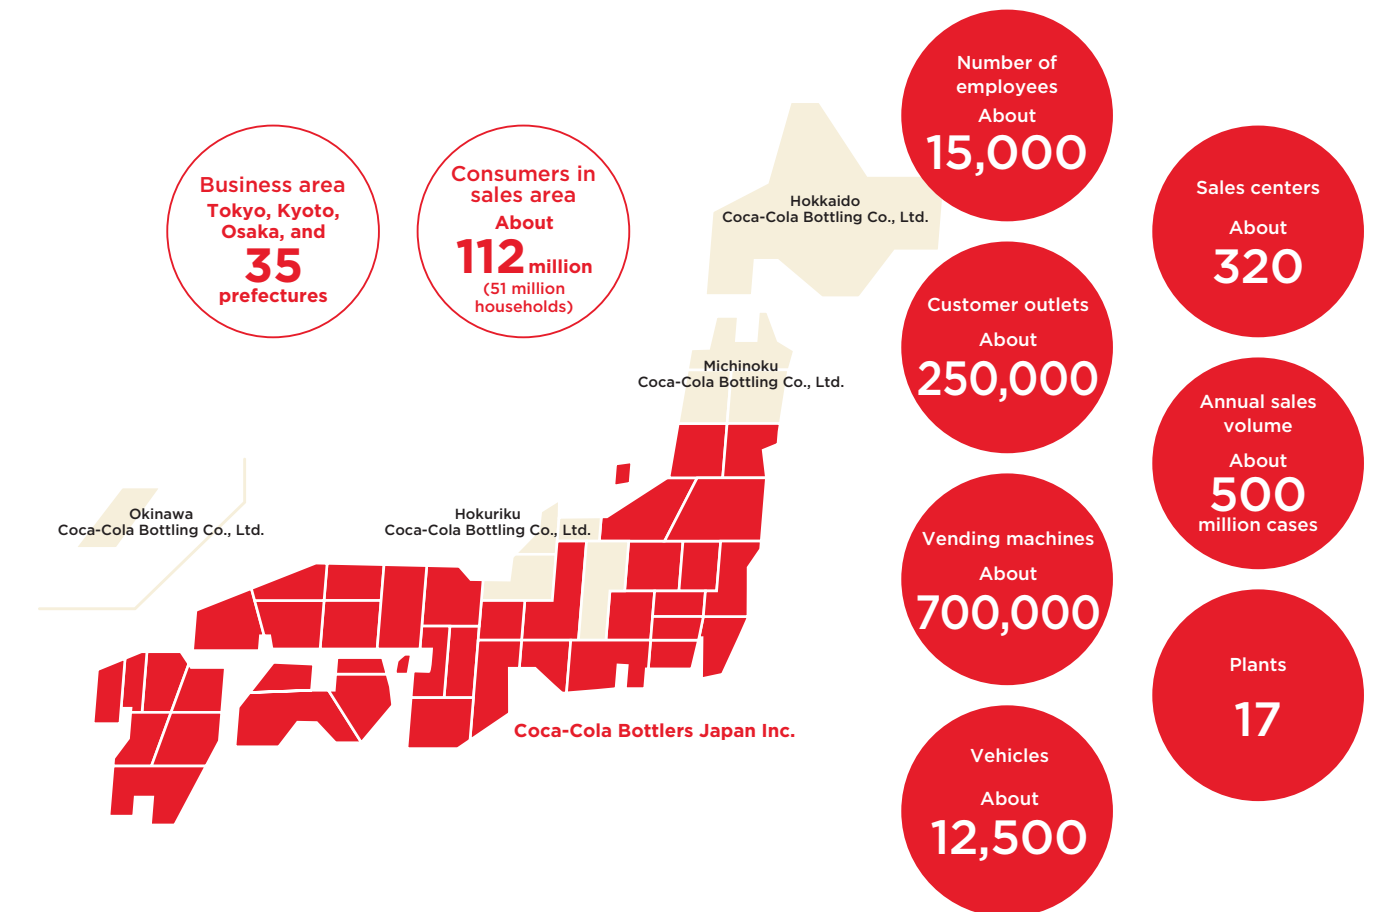 Business area
Tokyo, Kyoto,
Osaka, and
35
prefectures
Consumers in
sales area
About
112 million
(51 million
households)
Hokkaido
Coca-Cola Bottling Co., Ltd.
Michinoku
Coca-Cola Bottling Co., Ltd.
Okinawa
Coca-Cola Bottling Co., Ltd.
Hokuriku
Coca-Cola Bottling Co., Ltd.
Coca-Cola Bottlers Japan Inc.
Number of
employees
About
15,000
Customer outlets
About
250,000
Vending machines
About
700,000
Vehicles
About
12,500
Sales centers
About
320
Annual sales
volume
About
500
million cases
Plants
17